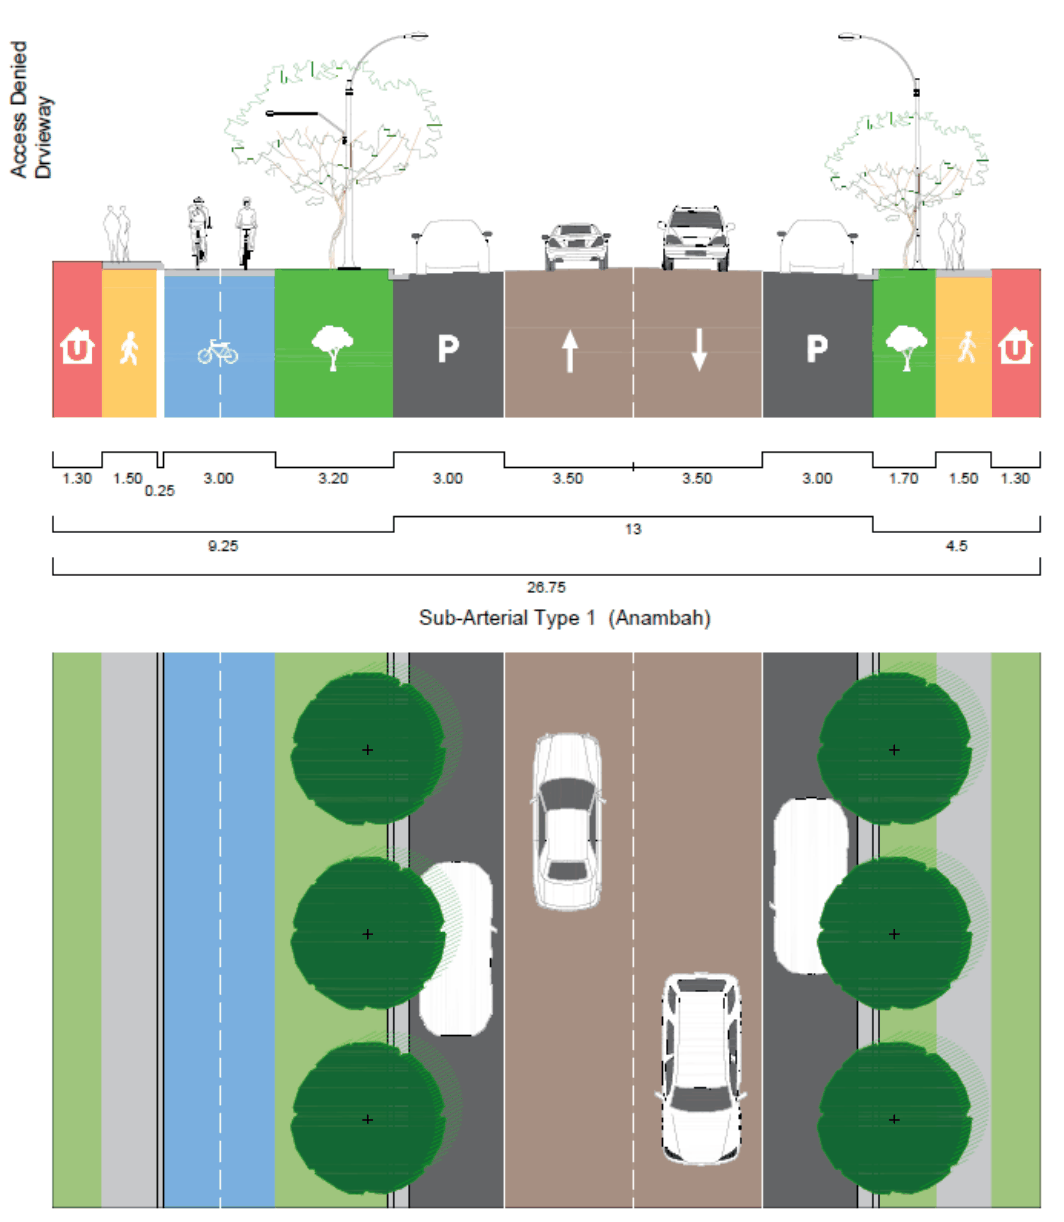 Access Denied
Drvieway
U
P
P
U
1.30 1.50 0.25 3.00 3.20 3.00 3.50 3.50 3.00 1.70 1.50 1.30
9.25 13 4.5
26.75
Sub-Arterial Type 1 (Anambah)